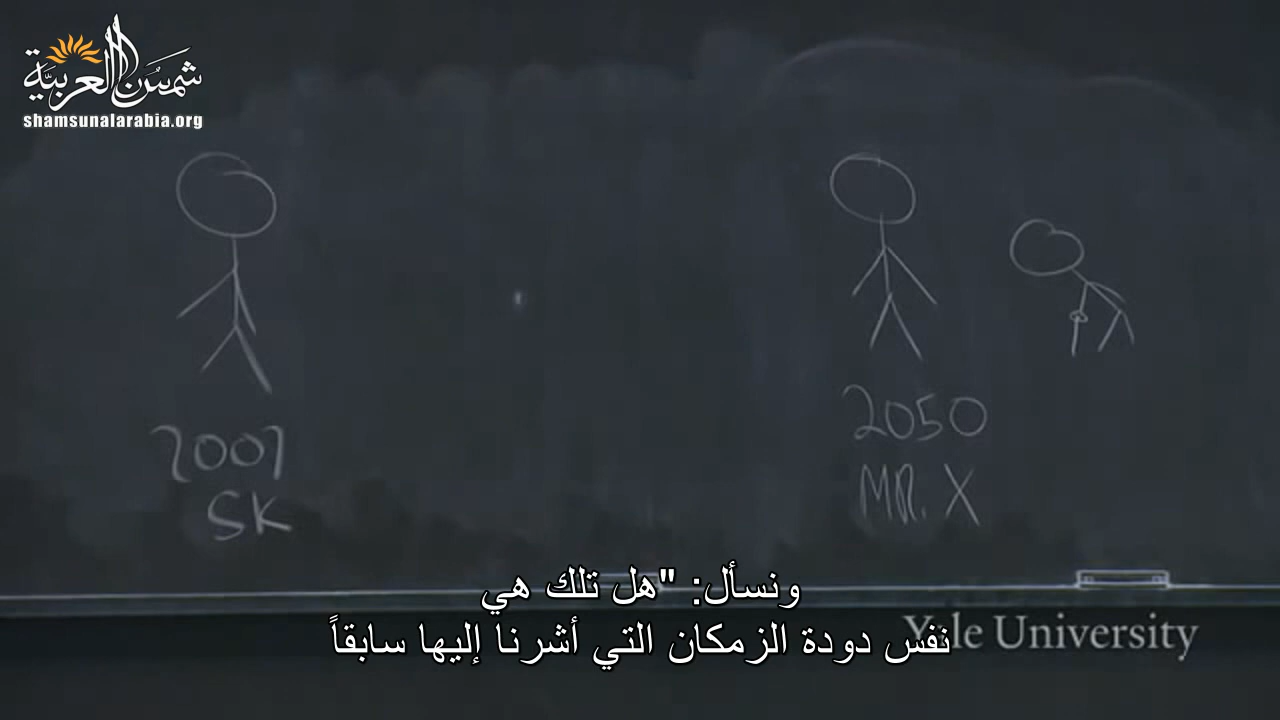 شمس العربية
shamsunalarabia.org
2007
SK
2050
MR. X
ونسأل: "هل تلك هي
نفس دودة الزمكان التي أشرنا إليها سابقاً
Yale University